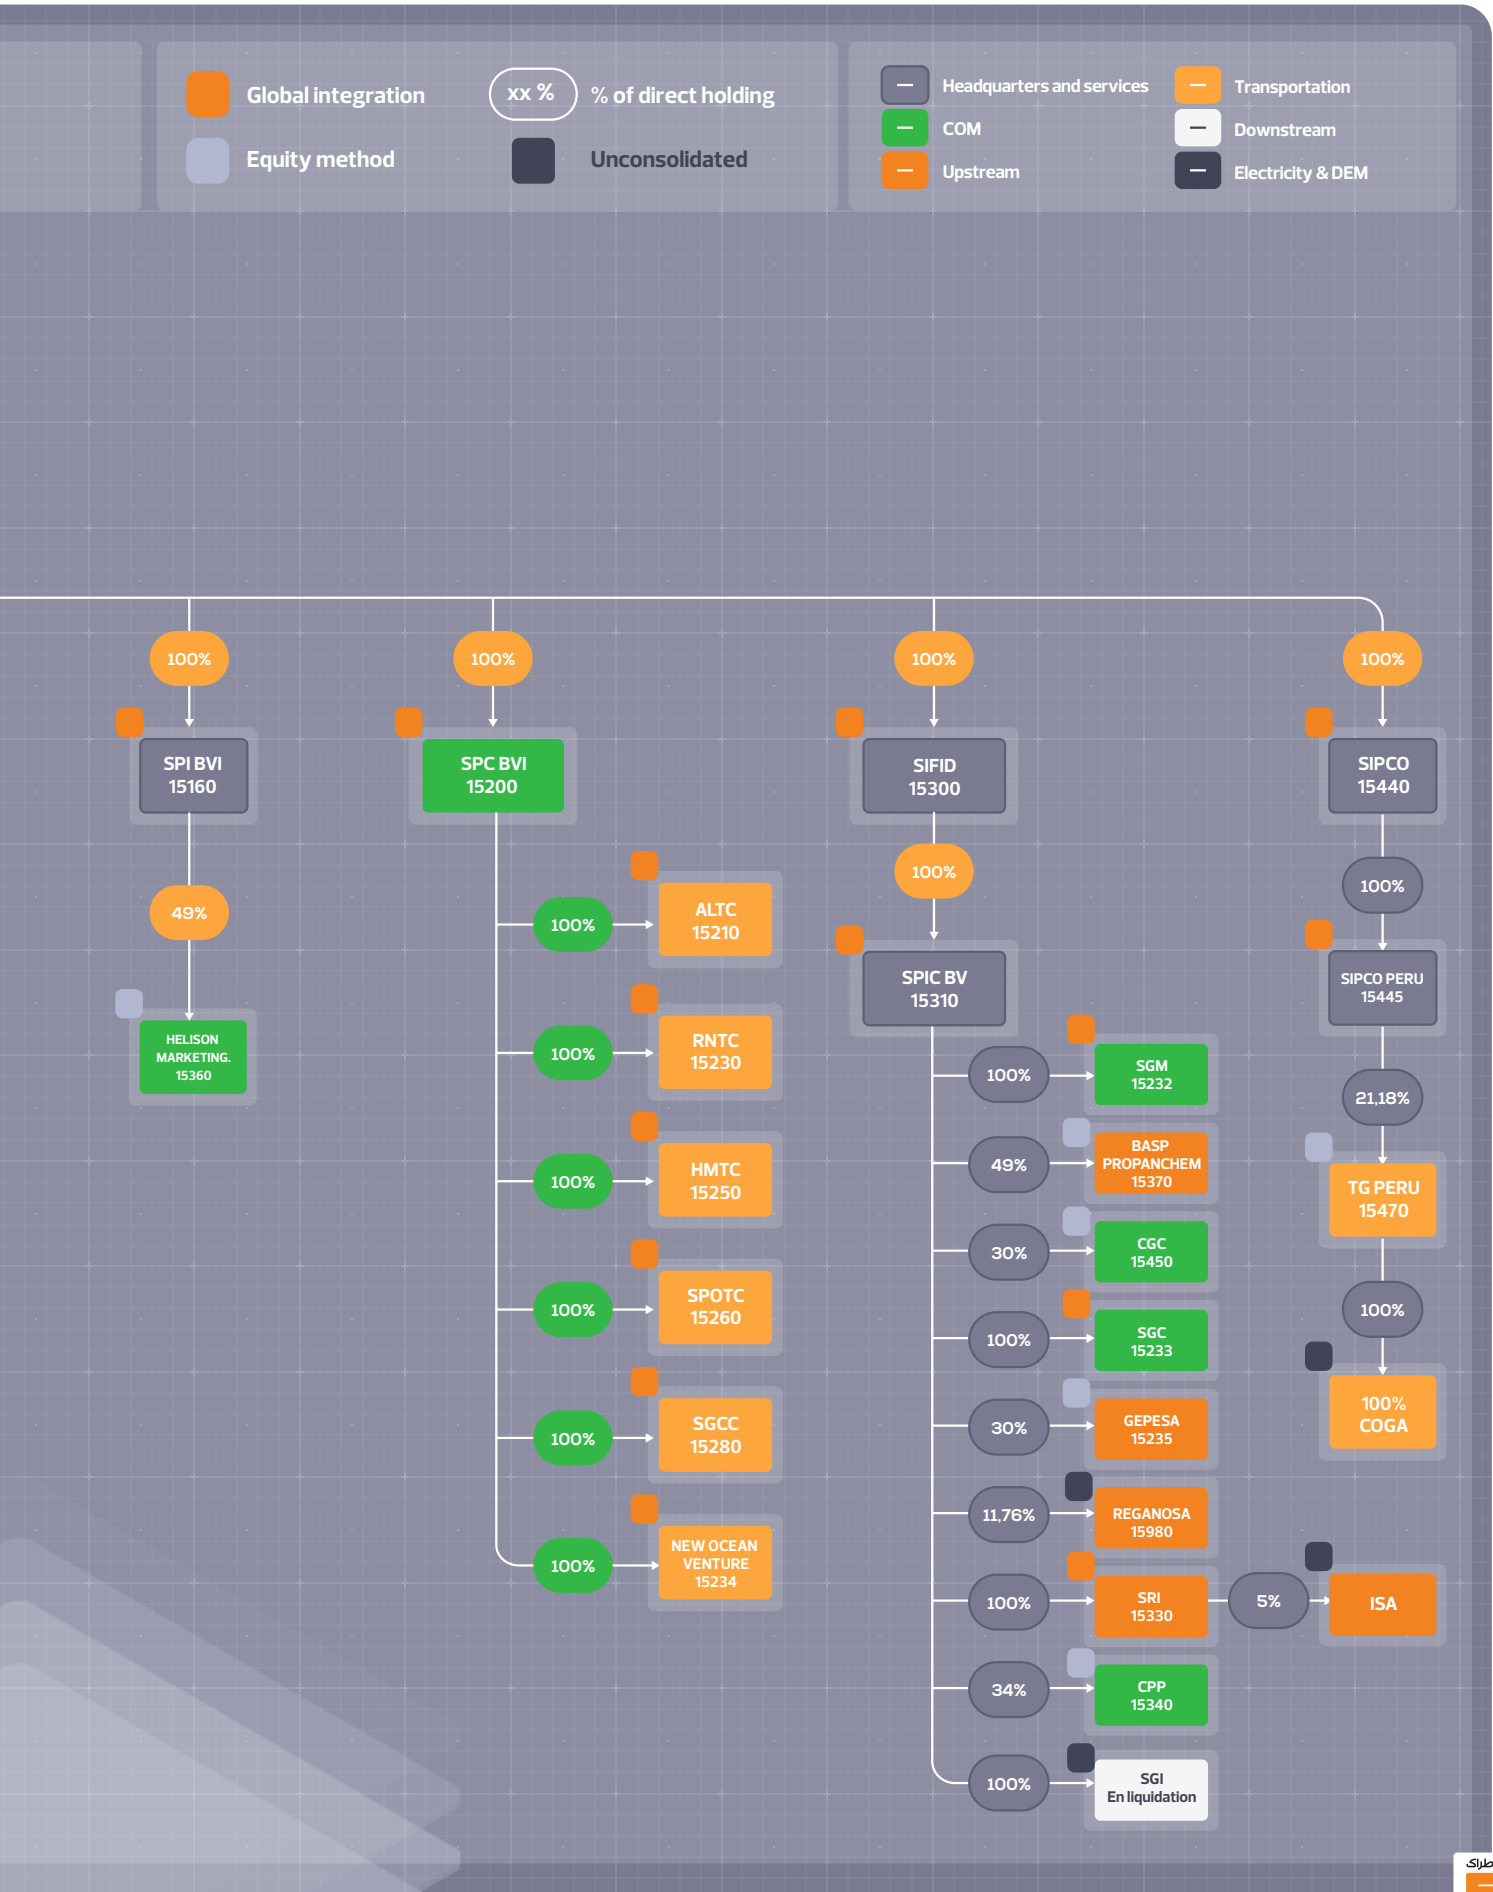 Global integration
xx %
% of direct holding
Equity method
Unconsolidated
Headquarters and services
Transportation
COM
Downstream
Upstream
Electricity & DEM
100%
100%
100%
100%
SPI BVI
15160
SPC BVI
15200
SIFID
15300
SIPCO
15440
49%
HELISON
MARKETING.
15360
100%
ALTC
15210
100%
RNTC
15230
100%
HMTC
15250
100%
SPOTC
15260
100%
SGCC
15280
100%
NEW OCEAN
VENTURE
15234
100%
SPIC BV
15310
100%
SGM
15232
49%
BASP
PROPANCHEM
15370
30%
CGC
15450
100%
SGC
15233
30%
GEPESA
15235
11,76%
REGANOSA
15980
100%
SRI
15330
5%
ISA
34%
CPP
15340
100%
SGI
En liquidation
100%
SIPCO PERU
15445
21,18%
TG PERU
15470
100%
100%
COGA